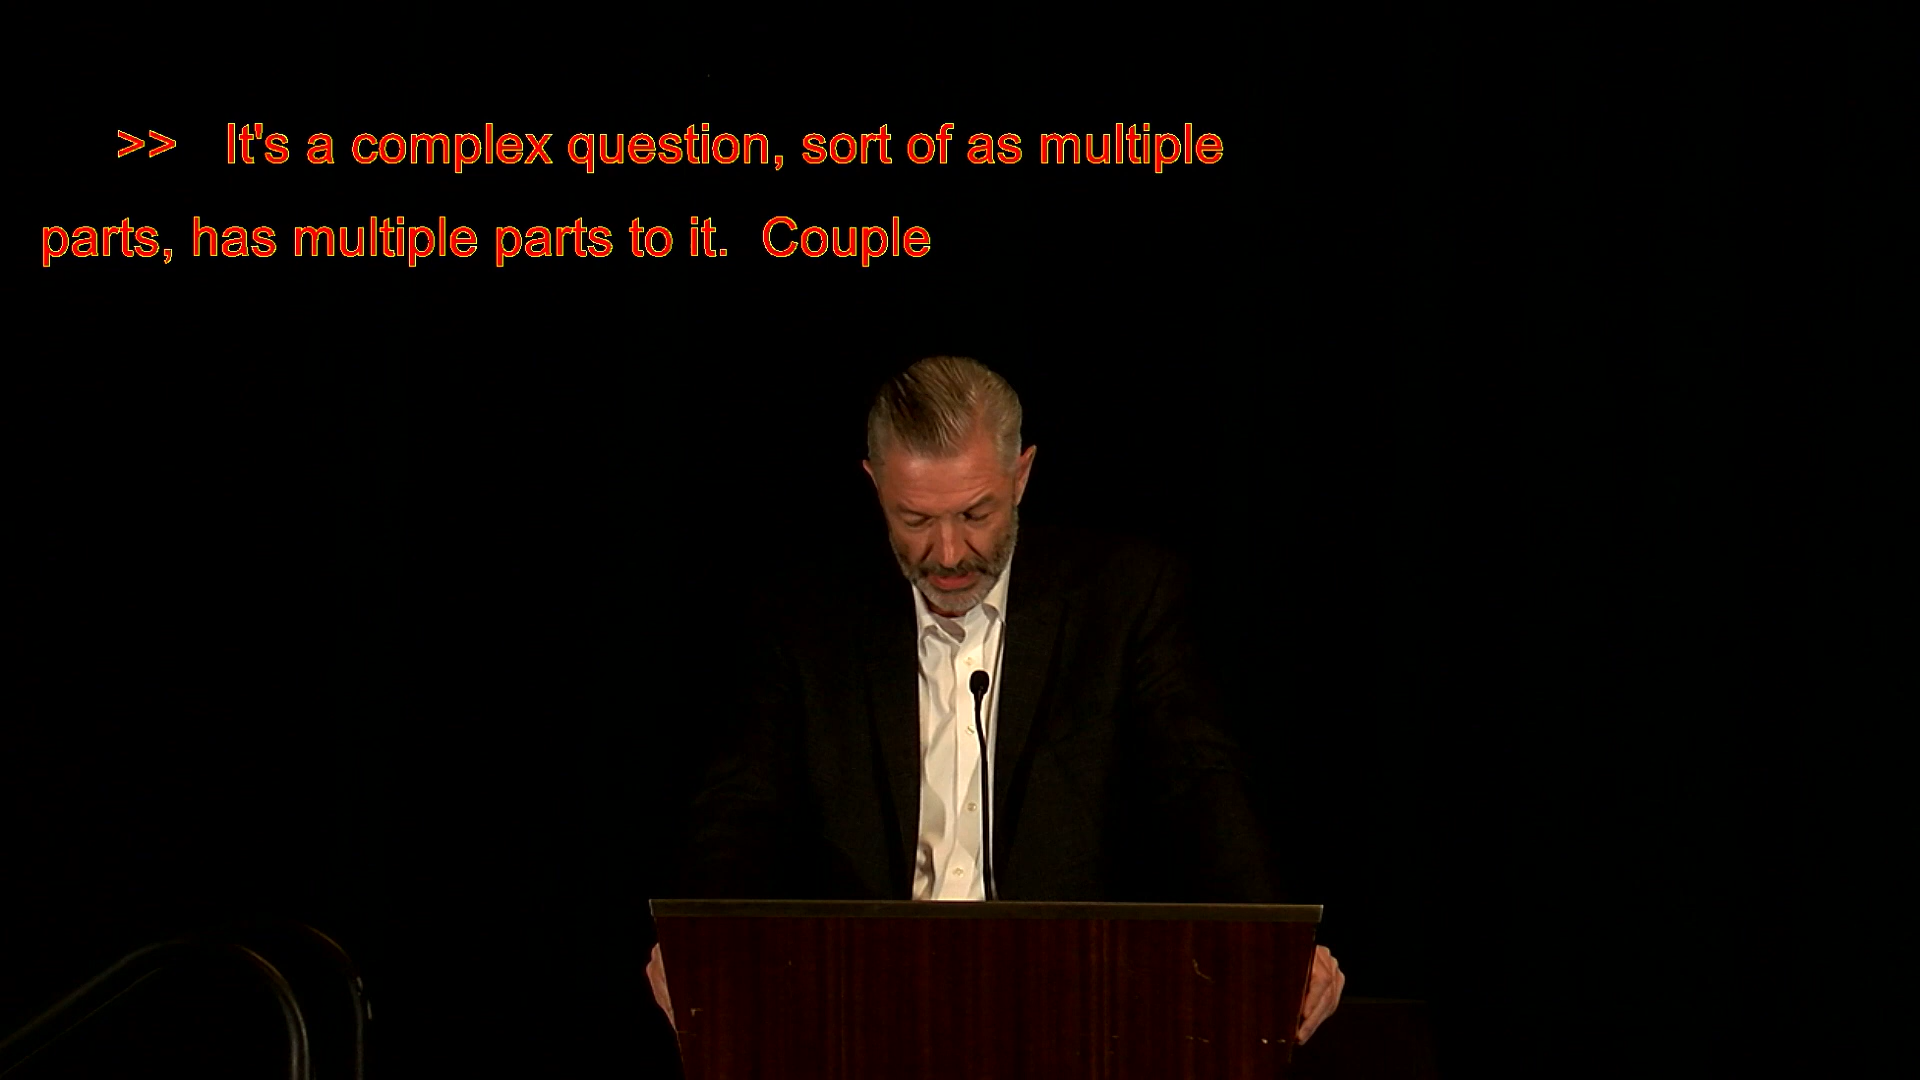 >> It's a complex question, sort of as multiple
parts, has multiple parts to it. Couple